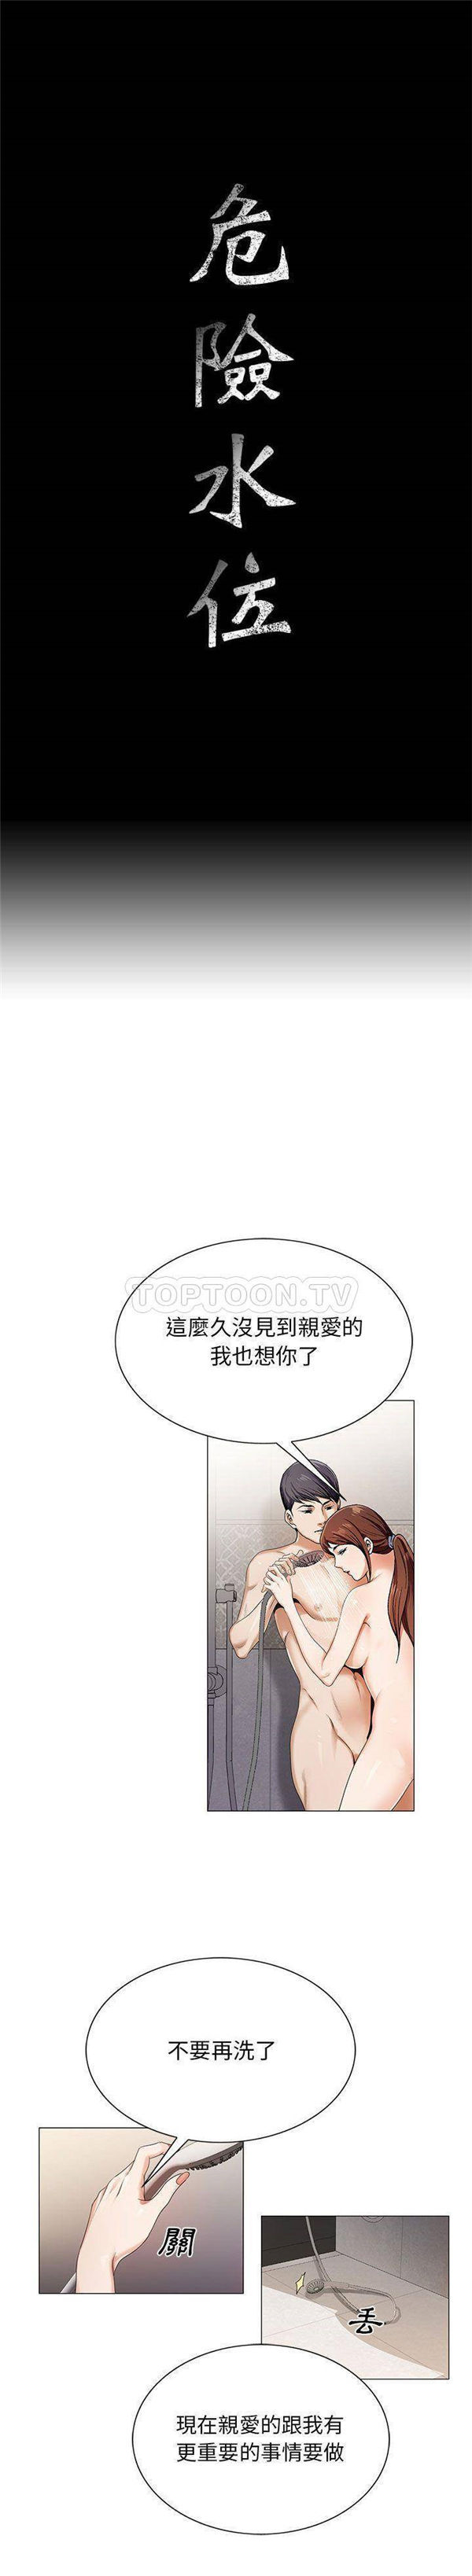 危
險
水
位
TOPTOON.TV
這麼久沒見到親愛的
我也想你了
不要再洗了
關
丟
現在親愛的跟我有
更重要的事情要做